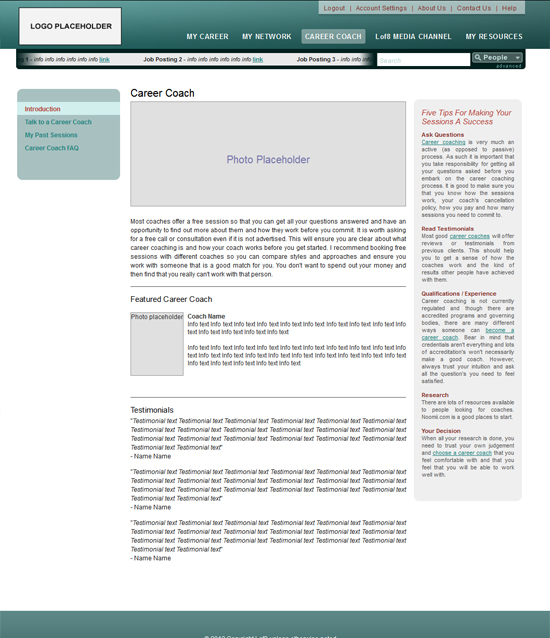 Logout | Account Settings | About Us | Contact Us | Help
LOGO PLACEHOLDER
MY CAREER MY NETWORK CAREER COACH Lof8 MEDIA CHANNEL MY RESOURCES
g 1 - info info info info info link Job Posting 2 - info info info info info link Job Posting 3 - info info
Search
People
advanced
Introduction
Talk to a Career Coach
My Past Sessions
Career Coach FAQ
Career Coach
Photo Placeholder
Most coaches offer a free session so that you can get all your questions answered and have an
opportunity to find out more about them and how they work before you commit. It is worth asking
for a free call or consultation even if it is not advertised. This will ensure you are clear about what
career coaching is and how your coach works before you get started. I recommend booking free
sessions with different coaches so you can compare styles and approaches and ensure you
work with someone that is a good match for you. You don't want to spend out your money and
then find that you really can't work with that person.
Featured Career Coach
Photo placeholder
Coach Name
Info text Info text Info text Info text Info text Info text Info text Info text Info text Info text Info
text Info text Info text Info text Info text Info text
Info text Info text Info text Info text Info text Info text Info text Info text Info text Info text Info
text Info text Info text Info text Info text Info text Info text Info text Info text Info text Info text
Info text Info text Info text Info text Info text
Testimonials
"Testimonial text Testimonial text Testimonial text Testimonial text Testimonial text Testimonial
text Testimonial text Testimonial text Testimonial text Testimonial text Testimonial text
Testimonial text Testimonial text Testimonial text Testimonial text Testimonial text Testimonial
text Testimonial text Testimonial text"
- Name Name
"Testimonial text Testimonial text Testimonial text Testimonial text Testimonial text Testimonial
text Testimonial text Testimonial text Testimonial text Testimonial text Testimonial text
Testimonial text Testimonial text Testimonial text Testimonial text Testimonial text Testimonial
text Testimonial text Testimonial text"
- Name Name
"Testimonial text Testimonial text Testimonial text Testimonial text Testimonial text Testimonial
text Testimonial text Testimonial text Testimonial text Testimonial text Testimonial text
Testimonial text Testimonial text Testimonial text Testimonial text Testimonial text Testimonial
text Testimonial text Testimonial text"
- Name Name
Five Tips For Making Your
Sessions A Success
Ask Questions
Career coaching is very much an
active (as opposed to passive)
process. As such it is important that
you take responsibility for getting all
your questions asked before you
embark on the career coaching
process. It is good to make sure that
you know how the sessions
work, your coach's cancellation
policy, how you pay and how many
sessions you need to commit to.
Read Testimonials
Most good career coaches will offer
reviews or testimonials from
previous clients. This should help
you to get a sense of how the
coaches work and the kind of
results other people have achieved
with them.
Qualifications / Experience
Career coaching is not currently
regulated and though there are
accredited programs and governing
bodies, there are many different
ways someone can become a
career coach. Bear in mind that
credentials aren't everything and lots
of accreditation's won't necessarily
make a good coach. However,
always trust your intuition and ask
all the question's you need to feel
satisfied.
Research
There are lots of resources available
to people looking for coaches.
Noomii.com is a good places to start.
Your Decision
When all your research is done, you
need to trust your own judgement
and choose a career coach that you
feel comfortable with and that you
feel that you will be able to work
well with.